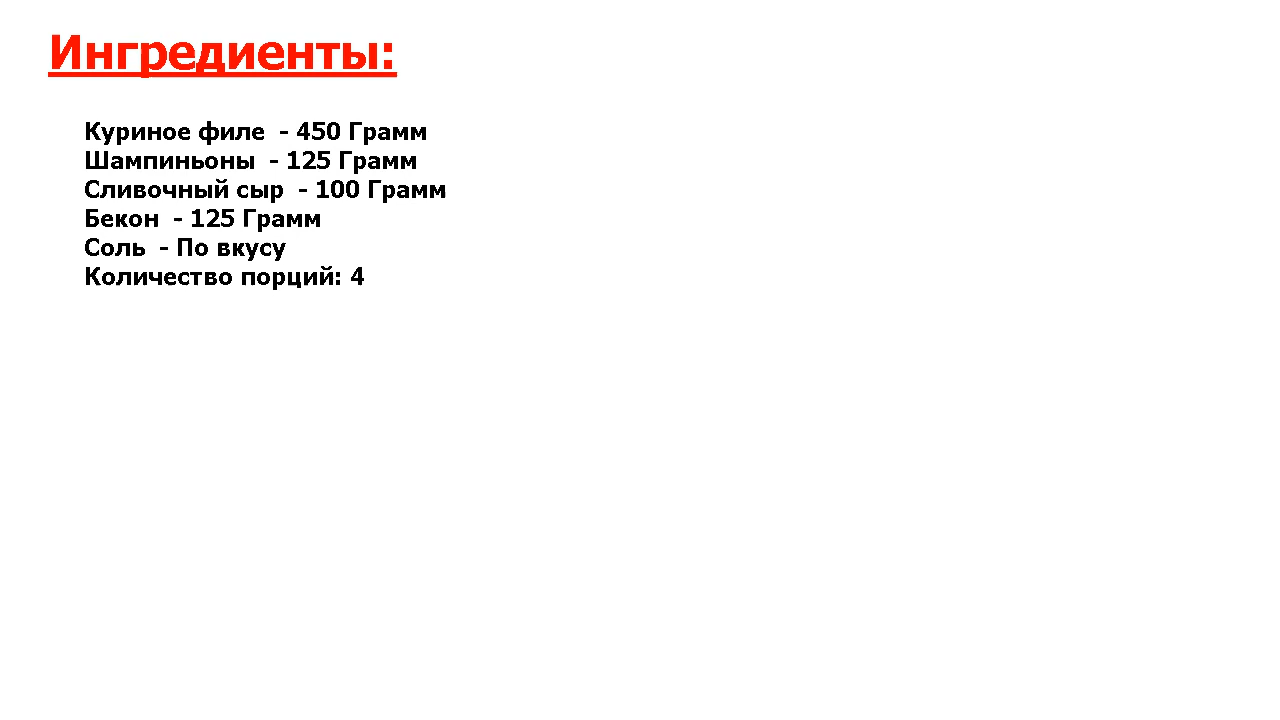 Ингредиенты:
Куриное филе  - 450 Грамм
Шампиньоны  - 125 Грамм
Сливочный сыр  - 100 Грамм
Бекон  - 125 Грамм
Соль  - По вкусу
Количество порций: 4